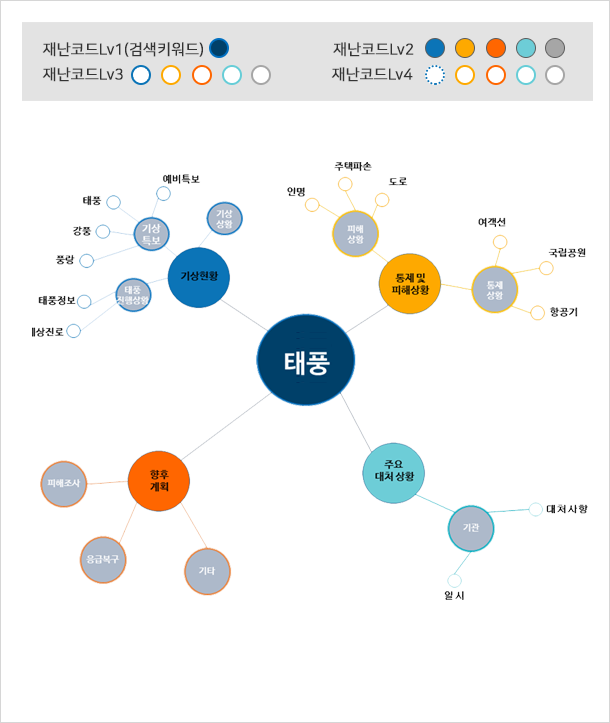 재난코드Lv1(검색키워드)
재난코드Lv2
재난코드Lv3
재난코드Lv4
예비특보
태풍
강풍
풍랑
기상
특보
기상
상황
기상현황
태풍정보
태풍
진행상황
예상진로
주택파손
인명
도로
피해
상황
통제 및
피해상황
여객선
국립공원
통제
상황
항공기
태풍
향후
계획
피해조사
응급복구
기타
주요
대처 상황
기관
대처사항
일 시